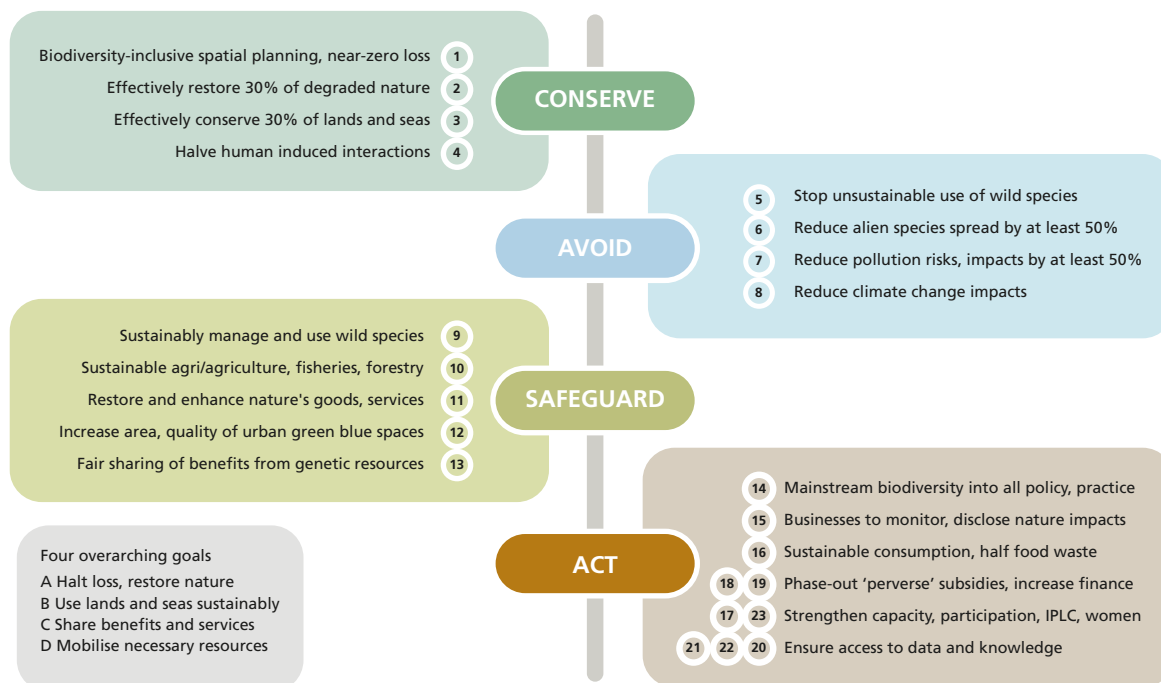 Biodiversity-inclusive spatial planning, near-zero loss 1
Effectively restore 30% of degraded nature 2
Effectively conserve 30% of lands and seas 3
Halve human induced interactions 4
CONSERVE
AVOID
5 Stop unsustainable use of wild species
6 Reduce alien species spread by at least 50%
7 Reduce pollution risks, impacts by at least 50%
8 Reduce climate change impacts
Sustainably manage and use wild species 9
Sustainable agri/agriculture, fisheries, forestry 10
Restore and enhance nature's goods, services 11
Increase area, quality of urban green blue spaces 12
Fair sharing of benefits from genetic resources 13
SAFEGUARD
ACT
14 Mainstream biodiversity into all policy, practice
15 Businesses to monitor, disclose nature impacts
16 Sustainable consumption, half food waste
18 19 Phase-out ‘perverse’ subsidies, increase finance
17 23 Strengthen capacity, participation, IPLC, women
21 22 20 Ensure access to data and knowledge
Four overarching goals
A Halt loss, restore nature
B Use lands and seas sustainably
C Share benefits and services
D Mobilise necessary resources